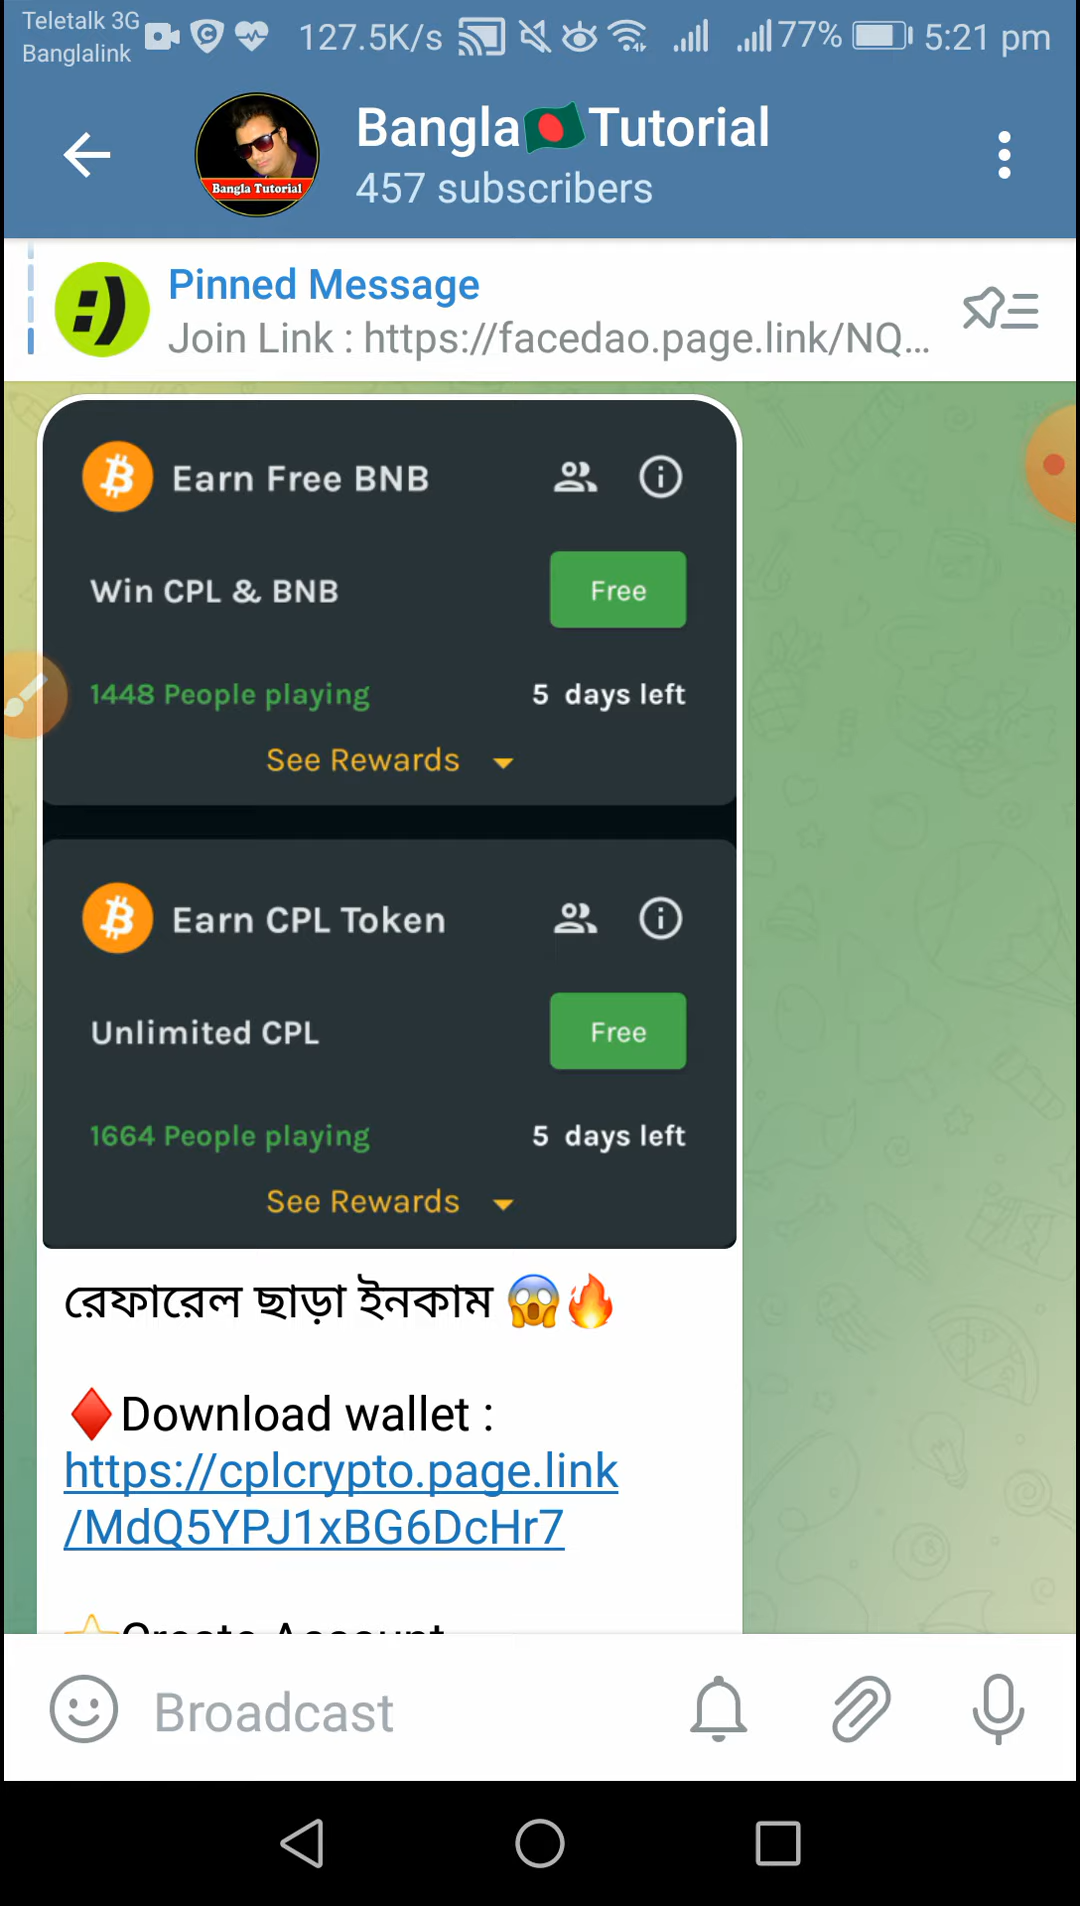 Teletalk 3G
Banglalink
127.5K/s
77%
5:21 pm
Bangla🇧🇩Tutorial
457 subscribers
Bangla Tutorial
Pinned Message
Join Link : https://facedao.page.link/NQ...
Earn Free BNB
Win CPL & BNB
Free
1448 People playing
5 days left
See Rewards
Earn CPL Token
Unlimited CPL
Free
1664 People playing
5 days left
See Rewards
রেফারেল ছাড়া ইনকাম 😱🔥
♦️Download wallet :
https://cplcrypto.page.link
/MdQ5YPJ1xBG6DcHr7
⭐Create Account
Broadcast